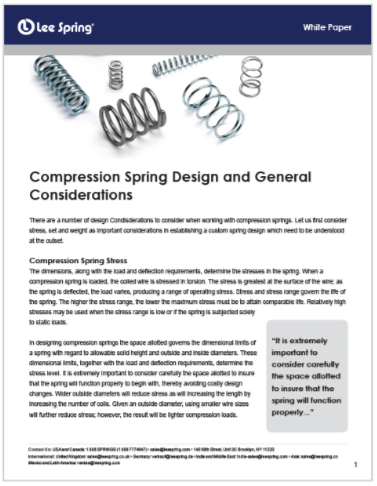 Lee Spring®
White Paper
Compression Spring Design and General
Considerations
There are a number of design Condisderations to consider when working with compression springs. Let us first consider
stress, set and weight as important considerations in establishing a custom spring design which need to be understood
at the outset.
Compression Spring Stress
The dimensions, along with the load and deflection requirements, determine the stresses in the spring. When a
compression spring is loaded, the coiled wire is stressed in torsion. The stress is greatest at the surface of the wire; as
the spring is deflected, the load varies, producing a range of operating stress. Stress and stress range govern the life of
the spring. The higher the stress range, the lower the maximum stress must be to attain comparable life. Relatively high
stresses may be used when the stress range is low or if the spring is subjected solely
to static loads.
In designing compression springs the space allotted governs the dimensional limits of
a spring with regard to allowable solid height and outside and inside diameters. These
dimensional limits, together with the load and deflection requirements, determine the
stress level. It is extremely important to consider carefully the space allotted to insure
that the spring will function properly to begin with, thereby avoiding costly design
changes. Wider outside diameters will reduce stress as will increasing the length by
increasing the number of coils. Given an outside diameter, using smaller wire sizes
will further reduce stress; however, the result will be lighter compression loads.
"It is extremely
important to
consider carefully
the space allotted
to insure that the
spring will function
properly..."
Contact Us: USA and Canada: 1 888 SPRINGS (1 888 777 4647) • sales@leespring.com • 140 58th Street, Unit 3C Brooklyn, NY 11220
International: United Kingdom: sales@leespring.co.uk • Germany: verkauf@leespring.de • India and Middle East: india-sales@leespring.com • Asia: sales@leespring.cn
Mexico and Latin America: ventas@leespring.com
1